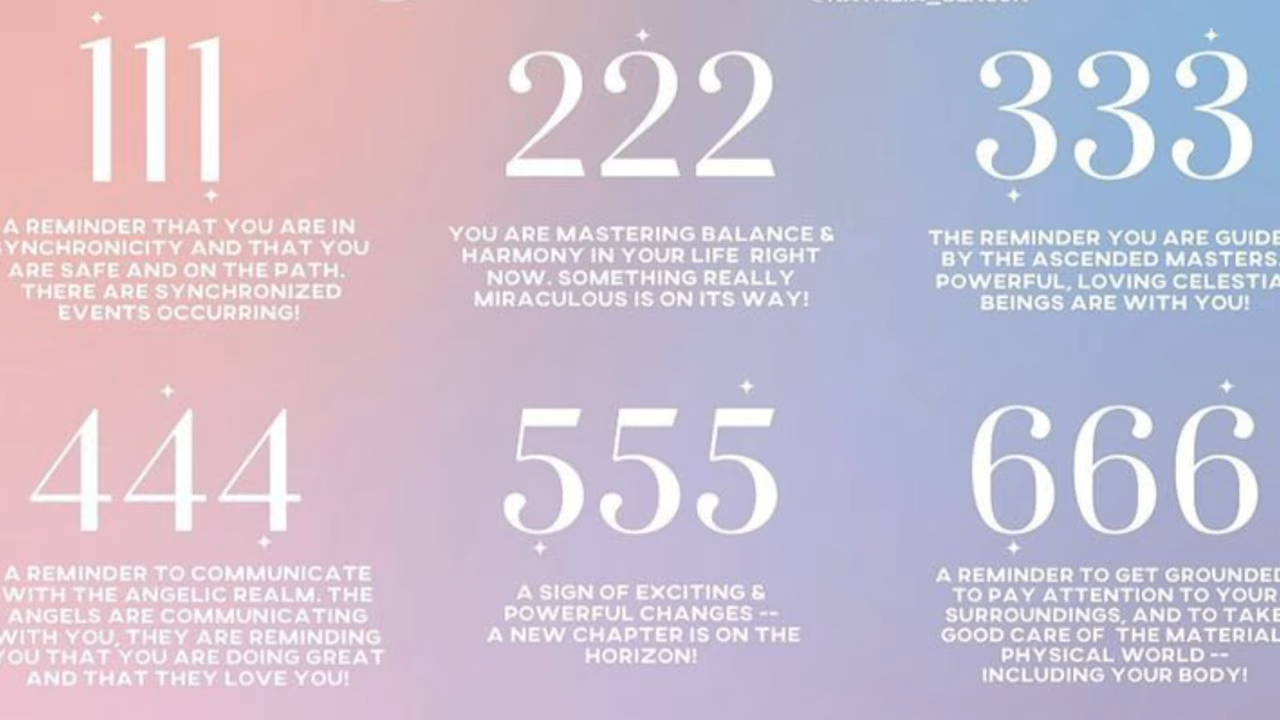 111
222
333
A REMINDER THAT YOU ARE IN
SYNCHRONICITY AND THAT YOU
ARE SAFE AND ON THE PATH.
THERE ARE SYNCHRONIZED
EVENTS OCCURRING!
YOU ARE MASTERING BALANCE &
HARMONY IN YOUR LIFE RIGHT
NOW. SOMETHING REALLY
MIRACULOUS IS ON ITS WAY!
THE REMINDER YOU ARE GUIDE
BY THE ASCENDED MASTERS.
POWERFUL, LOVING CELESTIA
BEINGS ARE WITH YOU!
444
555
666
A REMINDER TO COMMUNICATE
WITH THE ANGELIC REALM. THE
ANGELS ARE COMMUNICATING
WITH YOU, THEY ARE REMINDING
YOU THAT YOU ARE DOING GREAT
AND THAT THEY LOVE YOU!
A SIGN OF EXCITING &
POWERFUL CHANGES --
A NEW CHAPTER IS ON THE
HORIZON!
A REMINDER TO GET GROUNDED
TO PAY ATTENTION TO YOUR
SURROUNDINGS, AND TO TAKE
GOOD CARE OF THE MATERIAL
PHYSICAL WORLD --
INCLUDING YOUR BODY!